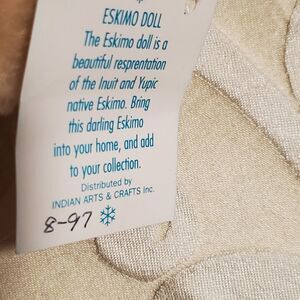 ESKIMO DOLL
The Eskimo doll is a
beautiful resprentation
of the Inuit and Yupic
native Eskimo. Bring
this darling Eskimo
into your home, and add
to your collection.
Distributed by
INDIAN ARTS & CRAFTS Inc.
8-97